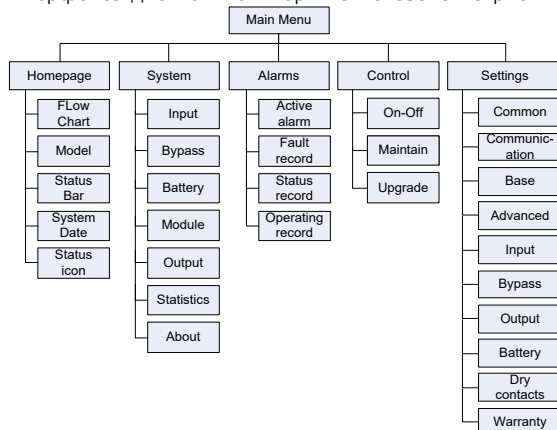 Main Menu
Homepage
System
Alarms
Control
Settings
FLow
Chart
Model
Status
Bar
System
Date
Status
icon
Input
Bypass
Battery
Module
Output
Statistics
About
Active
alarm
Fault
record
Status
record
Operating
record
On-Off
Maintain
Upgrade
Common
Communic-
ation
Base
Advanced
Input
Bypass
Output
Battery
Dry
contacts
Warranty